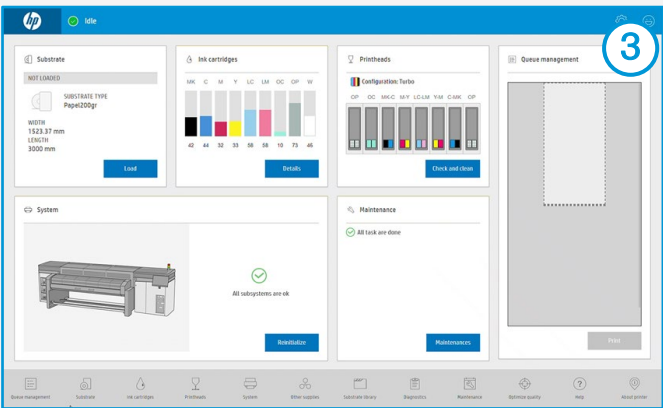 hp
Idle
3
Substrate
NOT LOADED
SUBSTRATE TYPE
Papel200gr
WIDTH
1523.37 mm
LENGTH
3000 mm
Load
Ink cartridges
MK C M Y LC LM OC OP W
42 44 32 33 58 58 10 73 45
Details
Printheads
Configuration: Turbo
OP OC MK-C M-Y LC-LM Y-M C-MK OP
Check and clean
Queue management
Print
System
All subsystems are ok
Reinitialize
Maintenance
All task are done
Maintenances
Queue management
Substrate
Ink cartridges
Printheads
System
Other supplies
Substrate library
Diagnostics
Maintenance
Optimize quality
Help
About printer